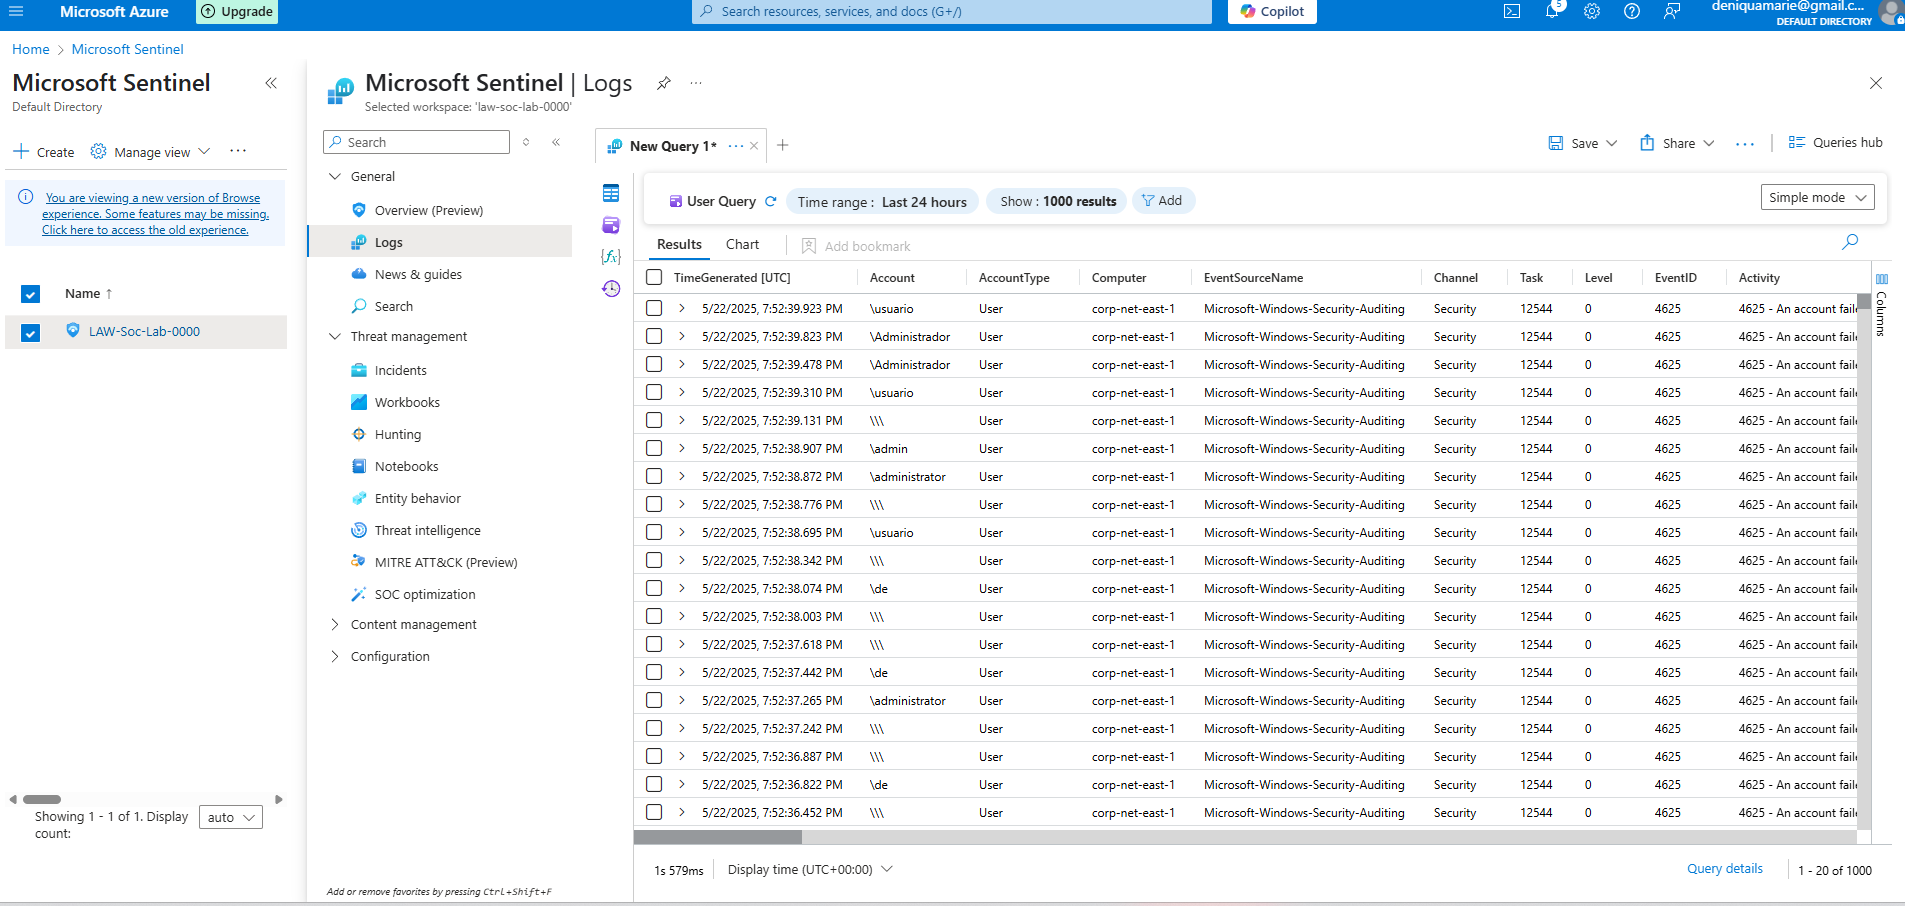 Microsoft Azure
Upgrade
Search resources, services, and docs (G+/)
Copilot
5
deniquamarie@gmail.c...
DEFAULT DIRECTORY
Home > Microsoft Sentinel
Microsoft Sentinel
Default Directory
Create
Manage view
...
You are viewing a new version of Browse
experience. Some features may be missing.
Click here to access the old experience.
Name ↑
LAW-Soc-Lab-0000
Showing 1 - 1 of 1. Display
count:
auto
Microsoft Sentinel | Logs
...
Selected workspace: 'law-soc-lab-0000'
Search
General
Overview (Preview)
Logs
News & guides
Search
Threat management
Incidents
Workbooks
Hunting
Notebooks
Entity behavior
Threat intelligence
MITRE ATT&CK (Preview)
SOC optimization
Content management
Configuration
Add or remove favorites by pressing Ctrl+Shift+F
New Query 1*
...
Save
Share
...
Queries hub
User Query
Time range : Last 24 hours
Show : 1000 results
Add
Simple mode
Results
Chart
Add bookmark
TimeGenerated [UTC] Account AccountType Computer EventSourceName Channel Task Level EventID Activity
5/22/2025, 7:52:39.923 PM \usuario User corp-net-east-1 Microsoft-Windows-Security-Auditing Security 12544 0 4625 4625 - An account faile
5/22/2025, 7:52:39.823 PM \Administrador User corp-net-east-1 Microsoft-Windows-Security-Auditing Security 12544 0 4625 4625 - An account faile
5/22/2025, 7:52:39.478 PM \Administrador User corp-net-east-1 Microsoft-Windows-Security-Auditing Security 12544 0 4625 4625 - An account faile
5/22/2025, 7:52:39.310 PM \usuario User corp-net-east-1 Microsoft-Windows-Security-Auditing Security 12544 0 4625 4625 - An account faile
5/22/2025, 7:52:39.131 PM \\\ User corp-net-east-1 Microsoft-Windows-Security-Auditing Security 12544 0 4625 4625 - An account faile
5/22/2025, 7:52:38.907 PM \admin User corp-net-east-1 Microsoft-Windows-Security-Auditing Security 12544 0 4625 4625 - An account faile
5/22/2025, 7:52:38.872 PM \administrator User corp-net-east-1 Microsoft-Windows-Security-Auditing Security 12544 0 4625 4625 - An account faile
5/22/2025, 7:52:38.776 PM \\\ User corp-net-east-1 Microsoft-Windows-Security-Auditing Security 12544 0 4625 4625 - An account faile
5/22/2025, 7:52:38.695 PM \usuario User corp-net-east-1 Microsoft-Windows-Security-Auditing Security 12544 0 4625 4625 - An account faile
5/22/2025, 7:52:38.342 PM \\\ User corp-net-east-1 Microsoft-Windows-Security-Auditing Security 12544 0 4625 4625 - An account faile
5/22/2025, 7:52:38.074 PM \de User corp-net-east-1 Microsoft-Windows-Security-Auditing Security 12544 0 4625 4625 - An account faile
5/22/2025, 7:52:38.003 PM \\\ User corp-net-east-1 Microsoft-Windows-Security-Auditing Security 12544 0 4625 4625 - An account faile
5/22/2025, 7:52:37.618 PM \\\ User corp-net-east-1 Microsoft-Windows-Security-Auditing Security 12544 0 4625 4625 - An account faile
5/22/2025, 7:52:37.442 PM \de User corp-net-east-1 Microsoft-Windows-Security-Auditing Security 12544 0 4625 4625 - An account faile
5/22/2025, 7:52:37.265 PM \administrator User corp-net-east-1 Microsoft-Windows-Security-Auditing Security 12544 0 4625 4625 - An account faile
5/22/2025, 7:52:37.242 PM \\\ User corp-net-east-1 Microsoft-Windows-Security-Auditing Security 12544 0 4625 4625 - An account faile
5/22/2025, 7:52:36.887 PM \\\ User corp-net-east-1 Microsoft-Windows-Security-Auditing Security 12544 0 4625 4625 - An account faile
5/22/2025, 7:52:36.822 PM \de User corp-net-east-1 Microsoft-Windows-Security-Auditing Security 12544 0 4625 4625 - An account faile
5/22/2025, 7:52:36.452 PM \\\ User corp-net-east-1 Microsoft-Windows-Security-Auditing Security 12544 0 4625 4625 - An account faile
Columns
1s 579ms
Display time (UTC+00:00)
Query details
1 - 20 of 1000